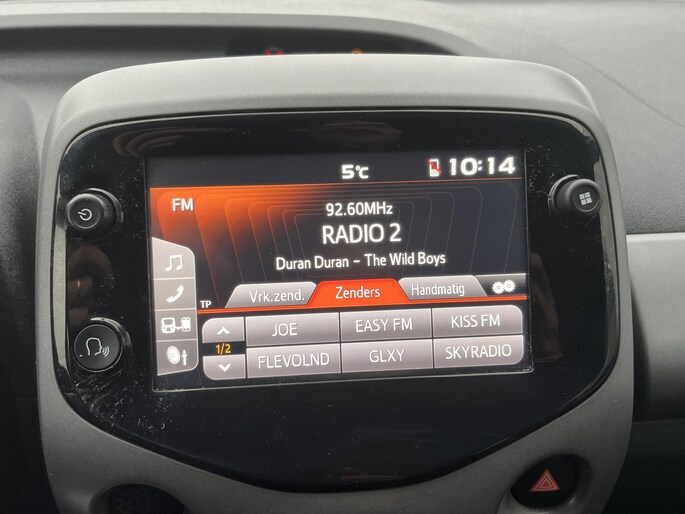 5°C 10:14
FM
92.60MHz
RADIO 2
Duran Duran – The Wild Boys
TP Vrk.zend. Zenders Handmatig
JOE EASY FM KISS FM
1/2
FLEVOLND GLXY SKYRADIO